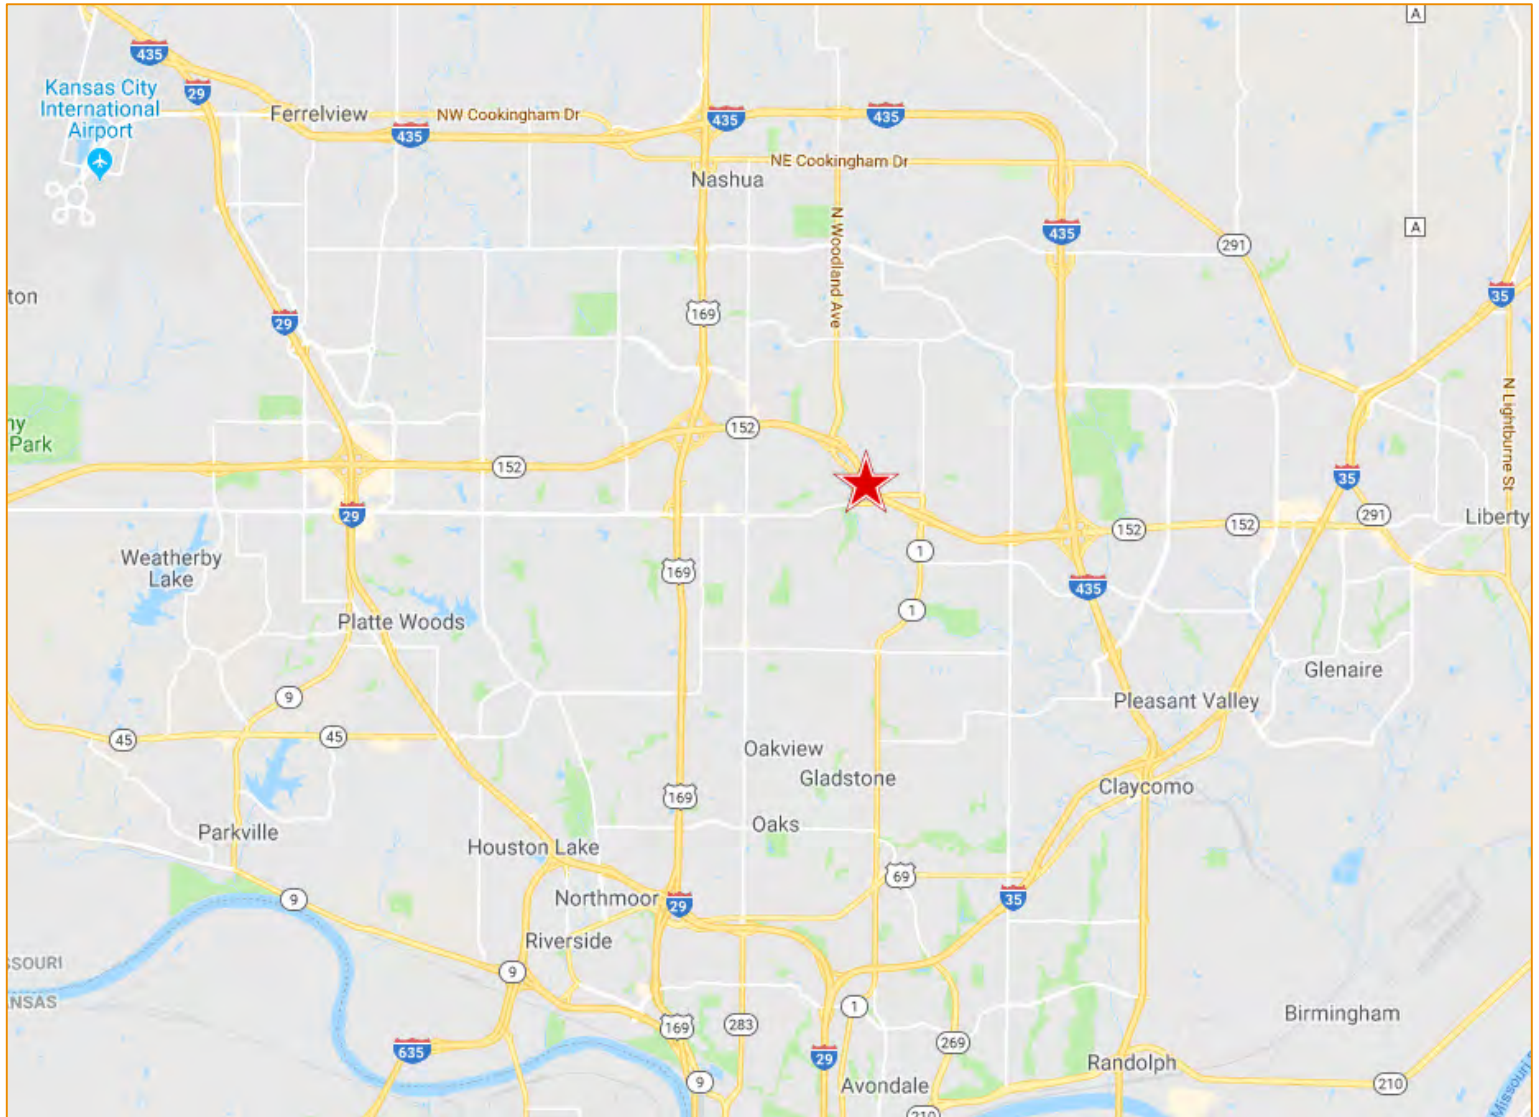 A
435
29
Kansas City
International
Airport
Ferrelview
NW Cookingham Dr
435
435
435
NE Cookingham Dr
Nashua
N Woodland Ave
435
A
291
ton
29
169
35
N Lightburne St
Park
152
152
29
35
291
Liberty
152
152
1
Weatherby
Lake
169
435
1
Platte Woods
Glenaire
9
Pleasant Valley
45
45
Oakview
Gladstone
169
Claycomo
Parkville
Oaks
Houston Lake
69
9
Northmoor
29
35
Riverside
SSOURI
9
NSAS
1
Birmingham
169
283
269
635
29
Randolph
9
Avondale
210
210
Missouri